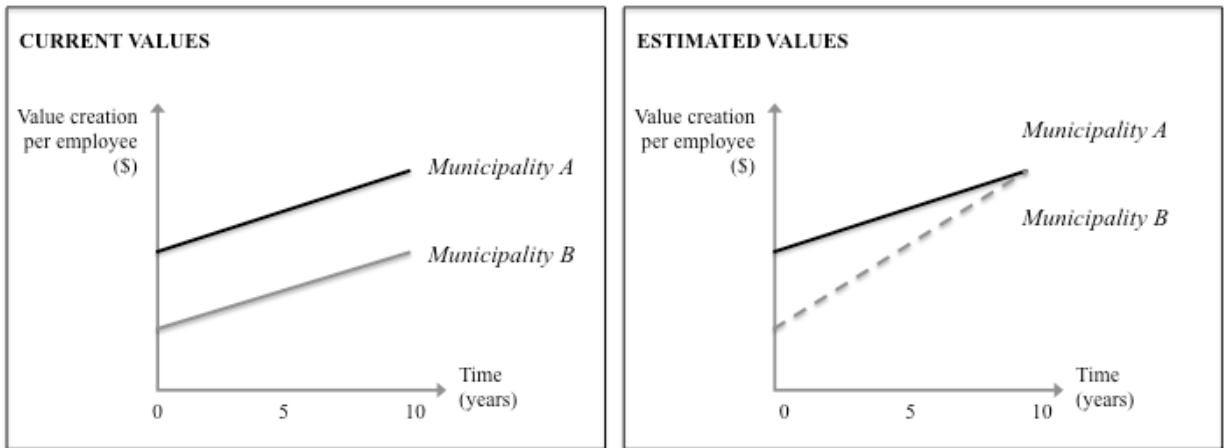 CURRENT VALUES
Value creation
per employee
($)
Municipality A
Municipality B
Time
(years)
0 5 10
ESTIMATED VALUES
Value creation
per employee
($)
Municipality A
Municipality B
Time
(years)
0 5 10